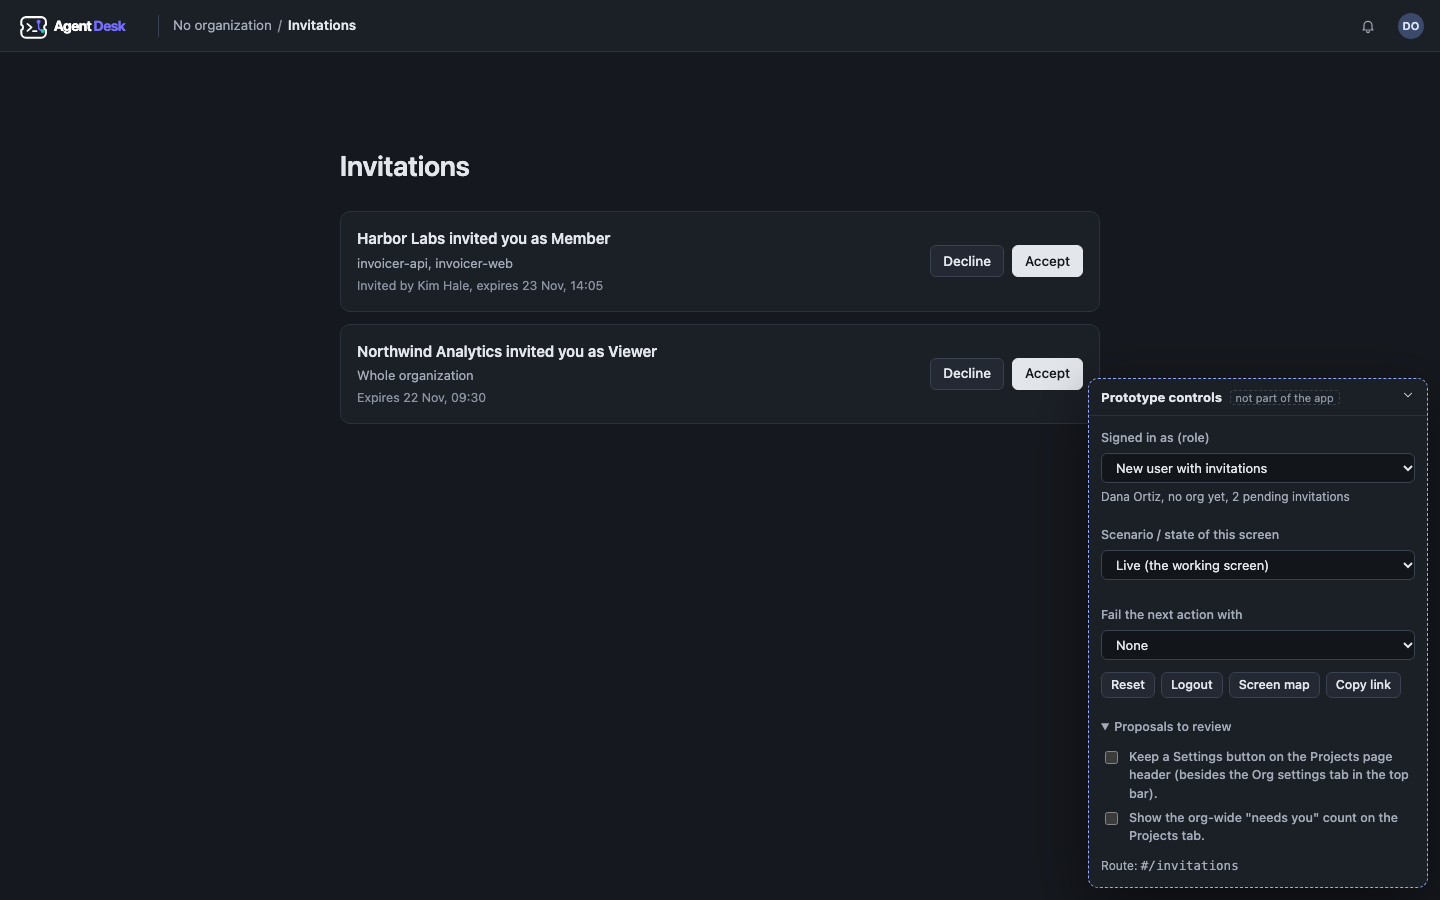 AgentDesk
No organization / Invitations
DO
Invitations
Harbor Labs invited you as Member
invoicer-api, invoicer-web
Invited by Kim Hale, expires 23 Nov, 14:05
Decline
Accept
Northwind Analytics invited you as Viewer
Whole organization
Expires 22 Nov, 09:30
Decline
Accept
Prototype controls not part of the app
Signed in as (role)
New user with invitations
Dana Ortiz, no org yet, 2 pending invitations
Scenario / state of this screen
Live (the working screen)
Fail the next action with
None
Reset Logout Screen map Copy link
▼ Proposals to review
Keep a Settings button on the Projects page
header (besides the Org settings tab in the top
bar).
Show the org-wide "needs you" count on the
Projects tab.
Route: #/invitations